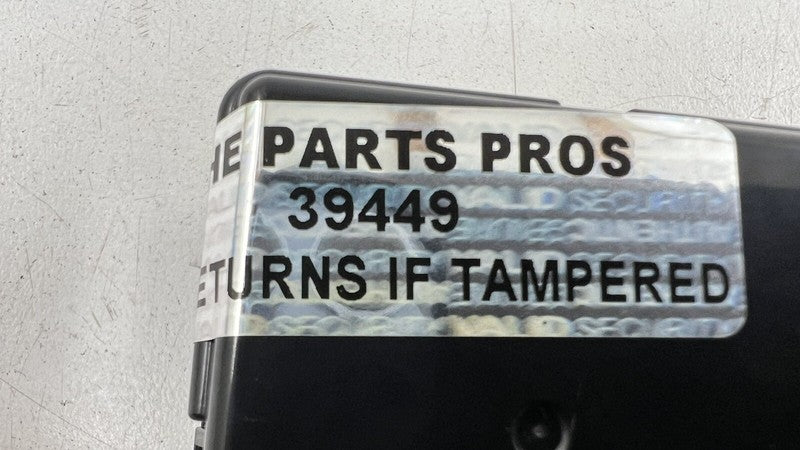 HE PARTS PROS
39449
ETURNS IF TAMPERED